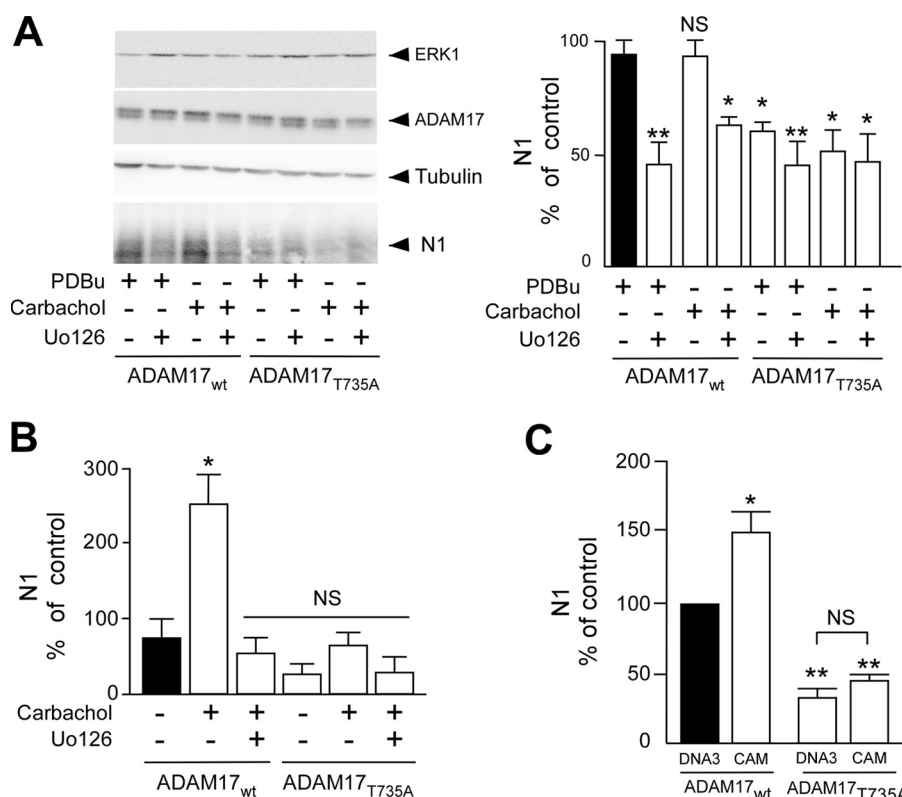 A
ERK1
ADAM17
Tubulin
N1
PDBu + + - - + + - -
Carbachol - - + + - - + +
Uo126 - + - + - + - +
ADAM17wt ADAM17T735A
N1
% of control
100
50
0
** NS * * ** * *
PDBu + + - - + + - -
Carbachol - - + + - - + +
Uo126 - + - + - + - +
ADAM17wt ADAM17T735A
B
N1
% of control
300
200
100
0
*
NS
Carbachol - + + - + +
Uo126 - - + - - +
ADAM17wt ADAM17T735A
C
N1
% of control
200
150
100
50
0
*
NS
** **
DNA3 CAM DNA3 CAM
ADAM17wt ADAM17T735A